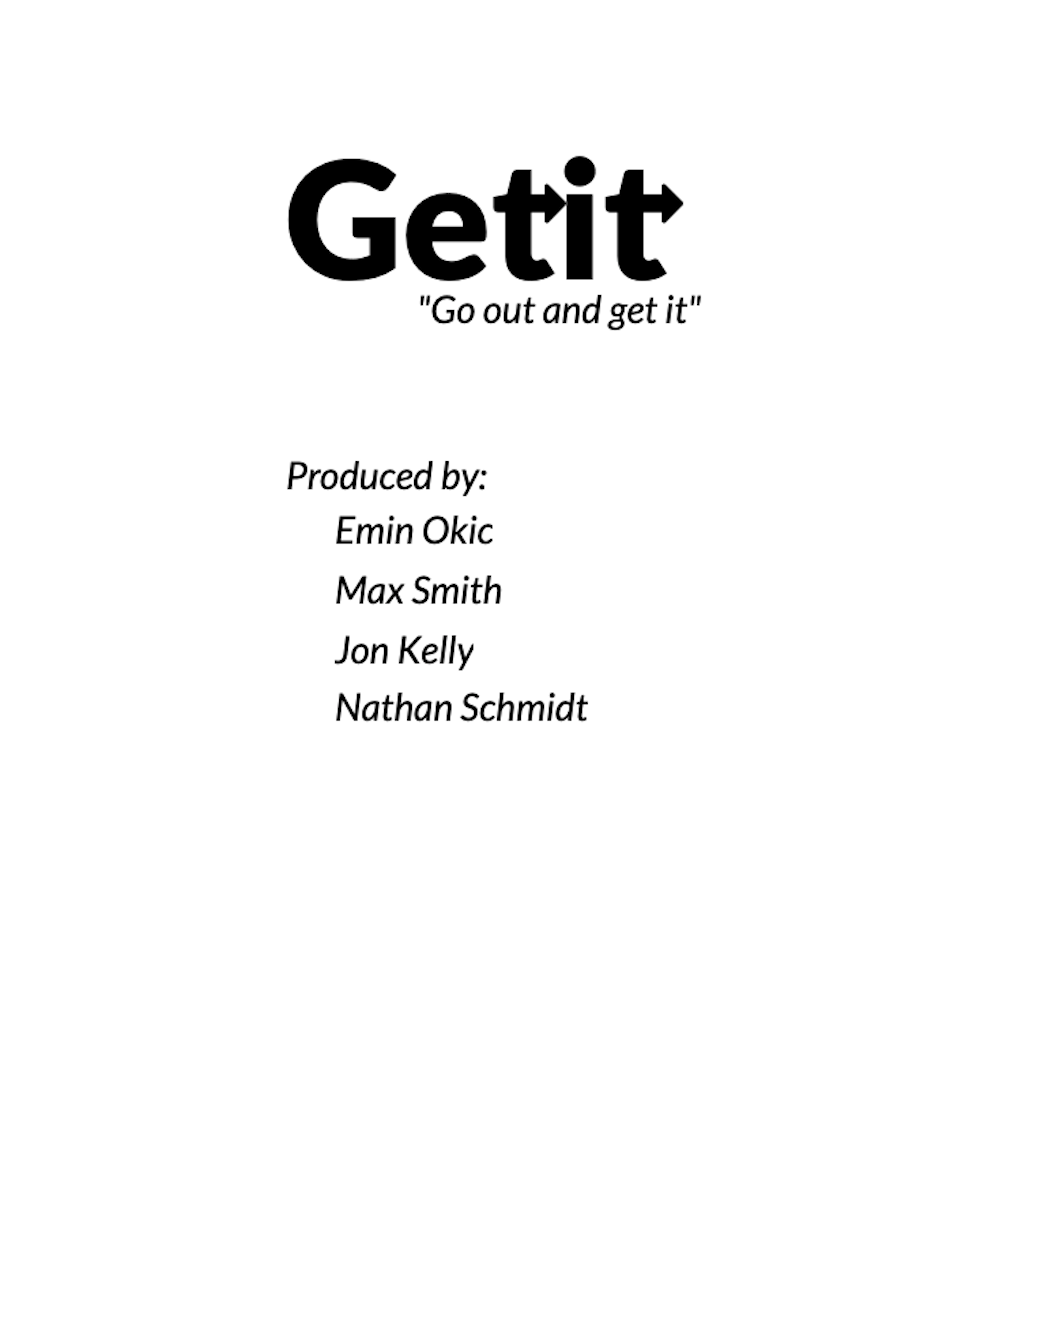 Getit
"Go out and get it"
Produced by:
Emin Okic
Max Smith
Jon Kelly
Nathan Schmidt